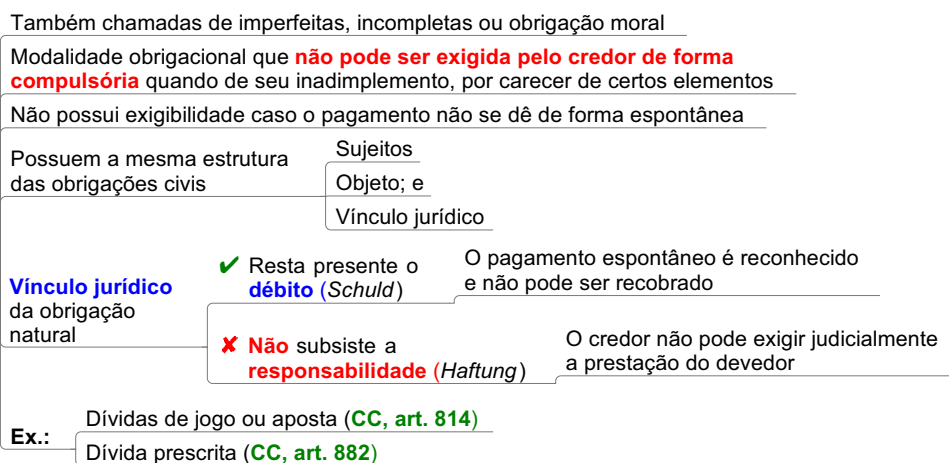 Também chamadas de imperfeitas, incompletas ou obrigação moral
Modalidade obrigacional que não pode ser exigida pelo credor de forma
compulsória quando de seu inadimplemento, por carecer de certos elementos
Não possui exigibilidade caso o pagamento não se dê de forma espontânea
Possuem a mesma estrutura
das obrigações civis
Sujeitos
Objeto; e
Vínculo jurídico
Vínculo jurídico
da obrigação
natural
✔ Resta presente o
débito (Schuld)
O pagamento espontâneo é reconhecido
e não pode ser recobrado
✘ Não subsiste a
responsabilidade (Haftung)
O credor não pode exigir judicialmente
a prestação do devedor
Ex.:
Dívidas de jogo ou aposta (CC, art. 814)
Dívida prescrita (CC, art. 882)